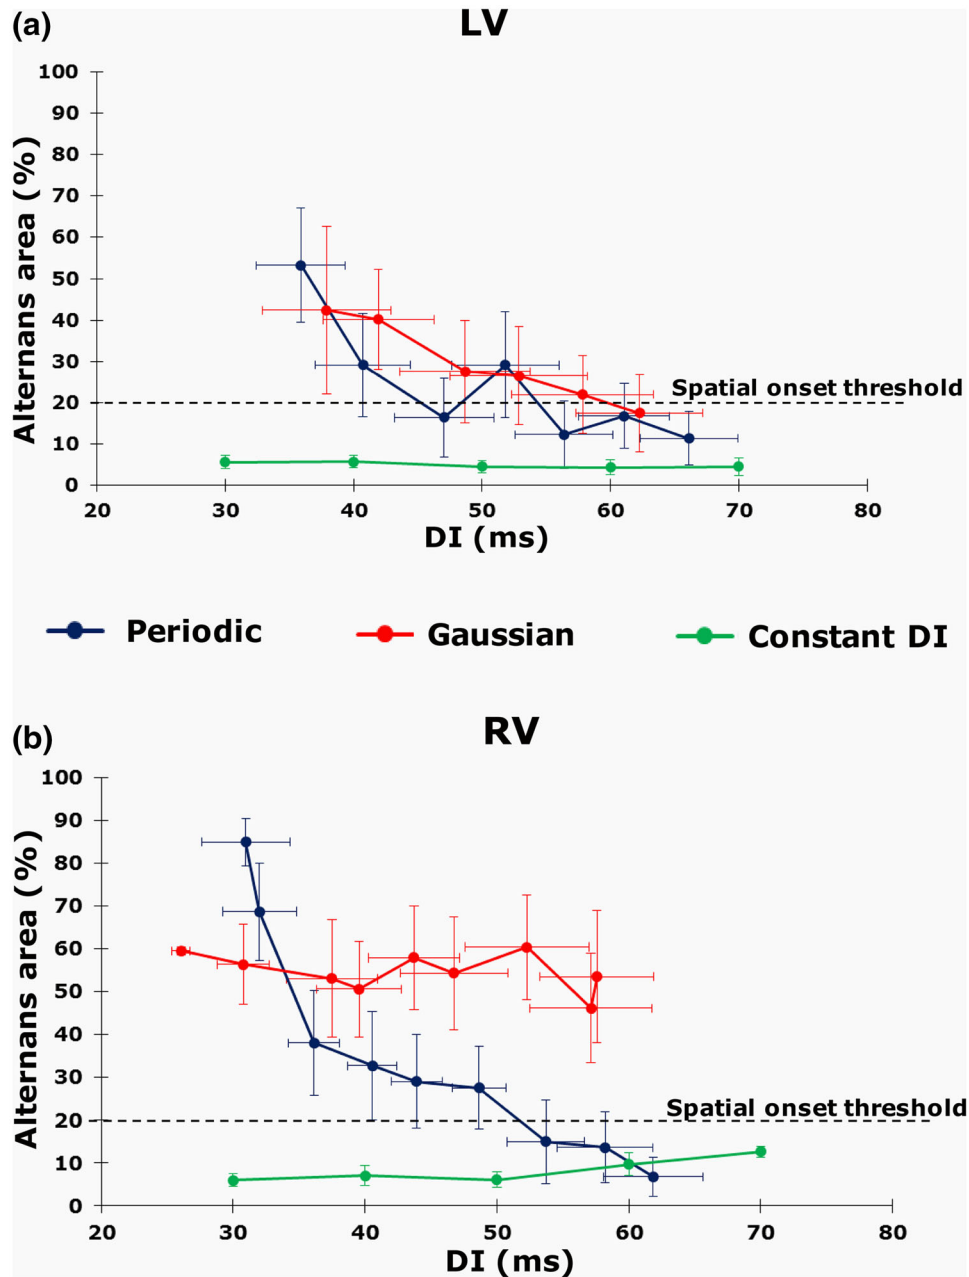 (a)
LV
100
90
80
70
60
50
40
30
20
10
0
Alternans area (%)
Spatial onset threshold
20 30 40 50 60 70 80
DI (ms)
Periodic Gaussian Constant DI
(b)
RV
100
90
80
70
60
50
40
30
20
10
0
Alternans area (%)
Spatial onset threshold
20 30 40 50 60 70 80
DI (ms)